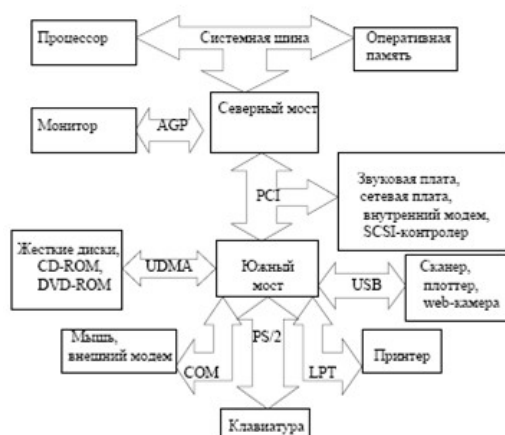 Процессор
Системная шина
Оперативная
память
Северный мост
Монитор
AGP
PCI
Звуковая плата,
сетевая плата,
внутренний модем,
SCSI-контролер
Жесткие диски,
CD-ROM,
DVD-ROM
UDMA
Южный
мост
USB
Сканер,
плоттер,
web-камера
Мышь,
внешний модем
COM
PS/2
LPT
Принтер
Клавиатура